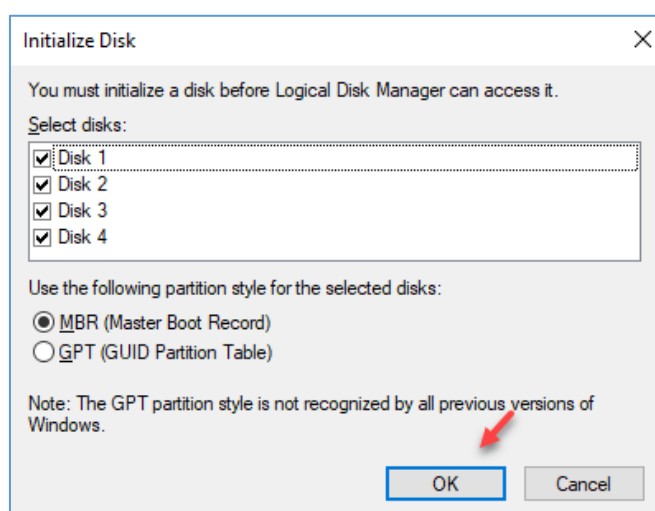 Initialize Disk
You must initialize a disk before Logical Disk Manager can access it.
Select disks:
Disk 1
Disk 2
Disk 3
Disk 4
Use the following partition style for the selected disks:
MBR (Master Boot Record)
GPT (GUID Partition Table)
Note: The GPT partition style is not recognized by all previous versions of
Windows.
OK Cancel